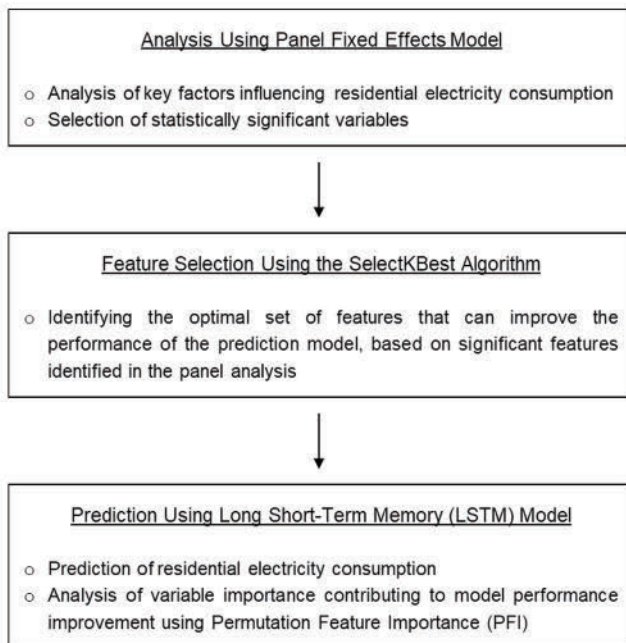 Analysis Using Panel Fixed Effects Model
o Analysis of key factors influencing residential electricity consumption
o Selection of statistically significant variables
Feature Selection Using the SelectKBest Algorithm
o Identifying the optimal set of features that can improve the
performance of the prediction model, based on significant features
identified in the panel analysis
Prediction Using Long Short-Term Memory (LSTM) Model
o Prediction of residential electricity consumption
o Analysis of variable importance contributing to model performance
improvement using Permutation Feature Importance (PFI)